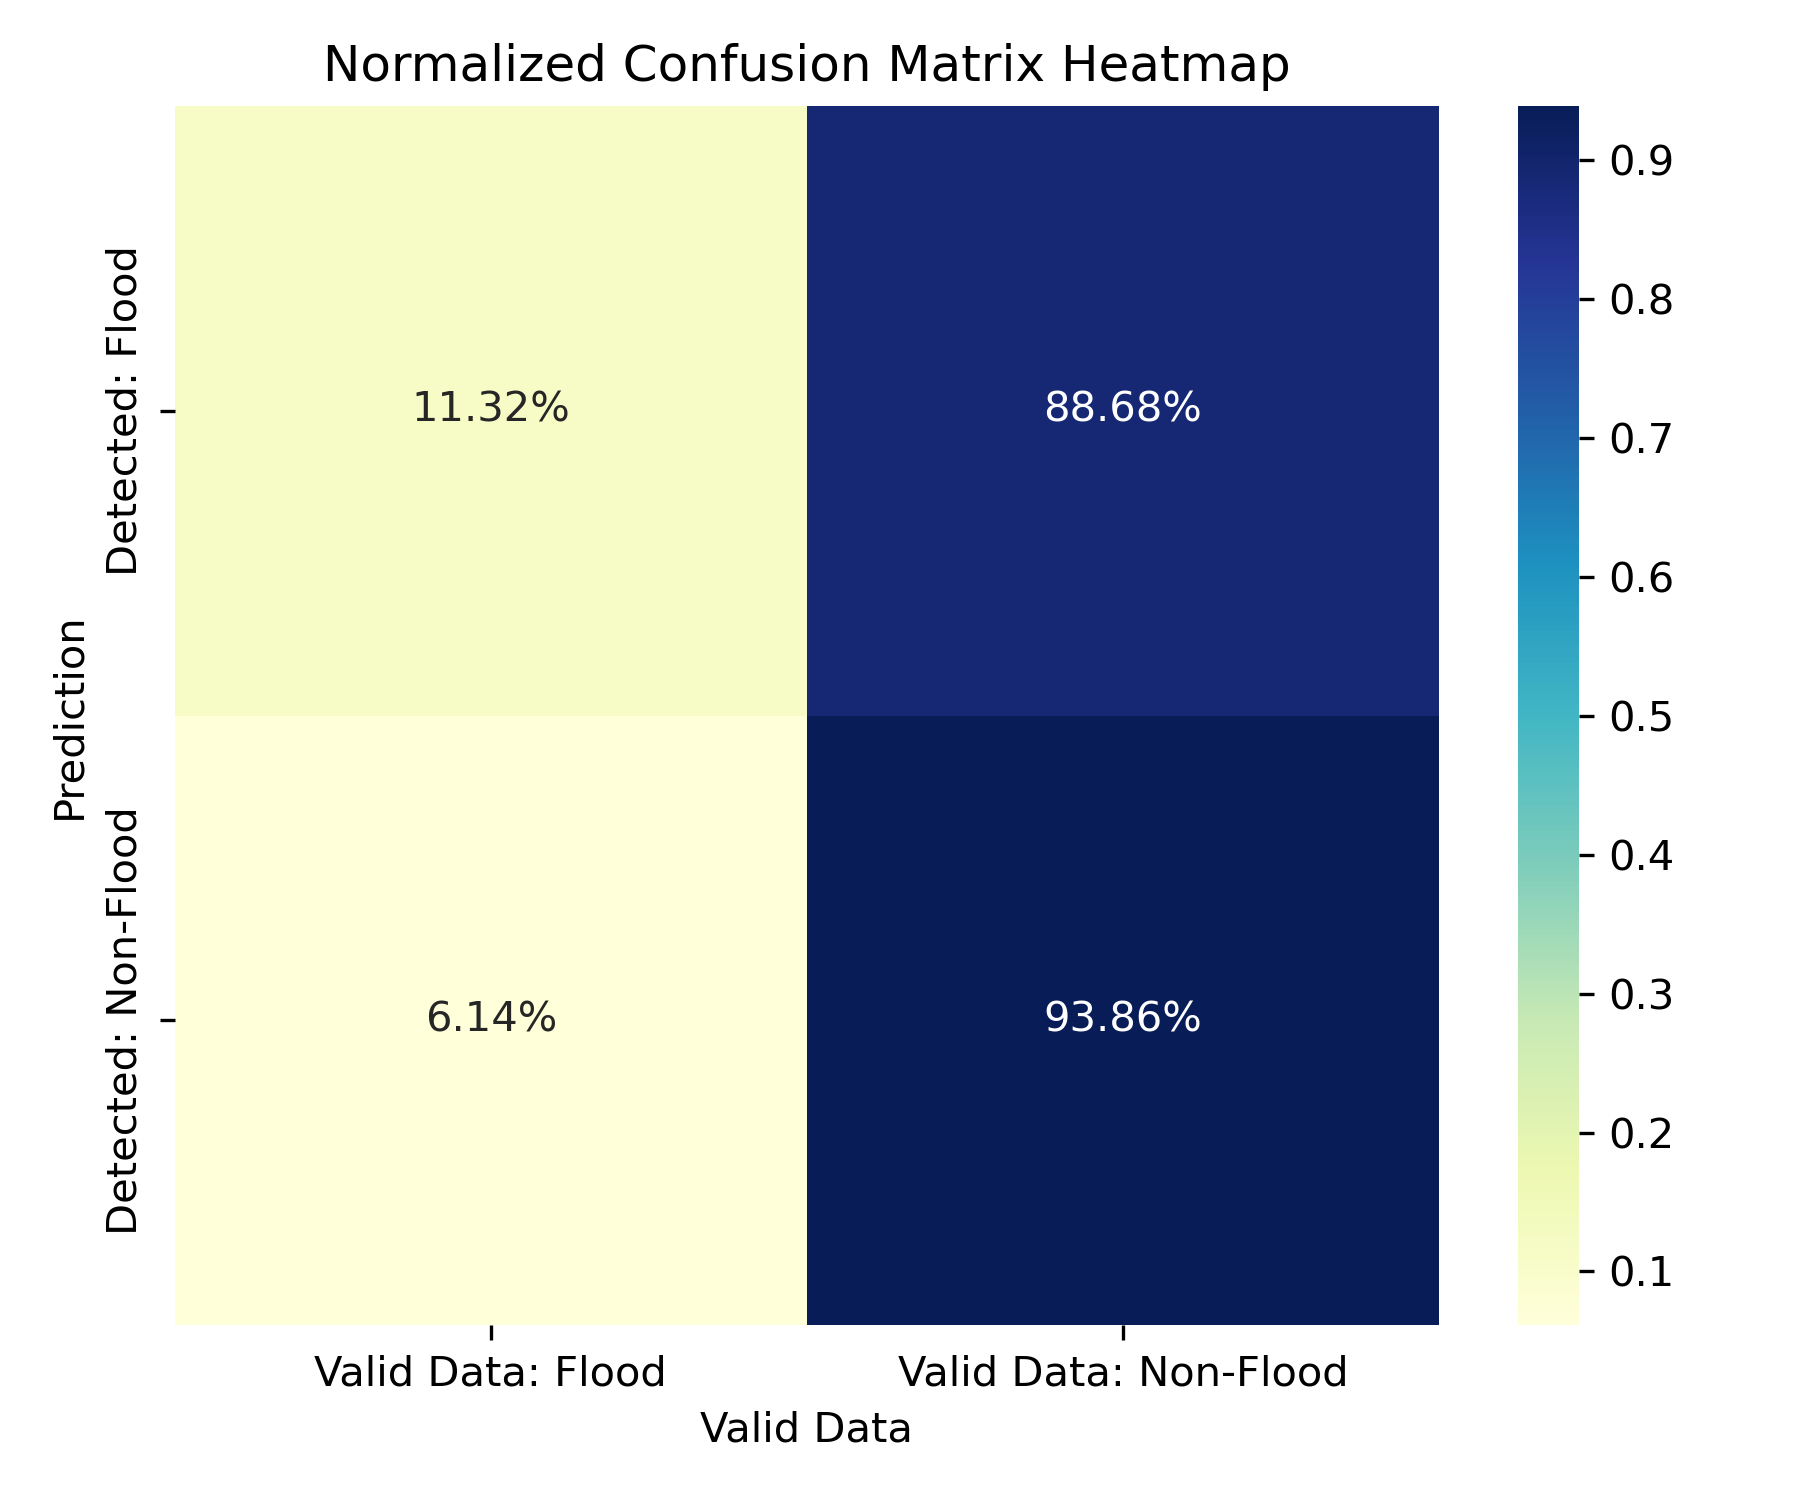 Normalized Confusion Matrix Heatmap
Prediction
Detected: Flood
Detected: Non-Flood
11.32%
88.68%
6.14%
93.86%
Valid Data: Flood
Valid Data: Non-Flood
Valid Data
0.9
0.8
0.7
0.6
0.5
0.4
0.3
0.2
0.1